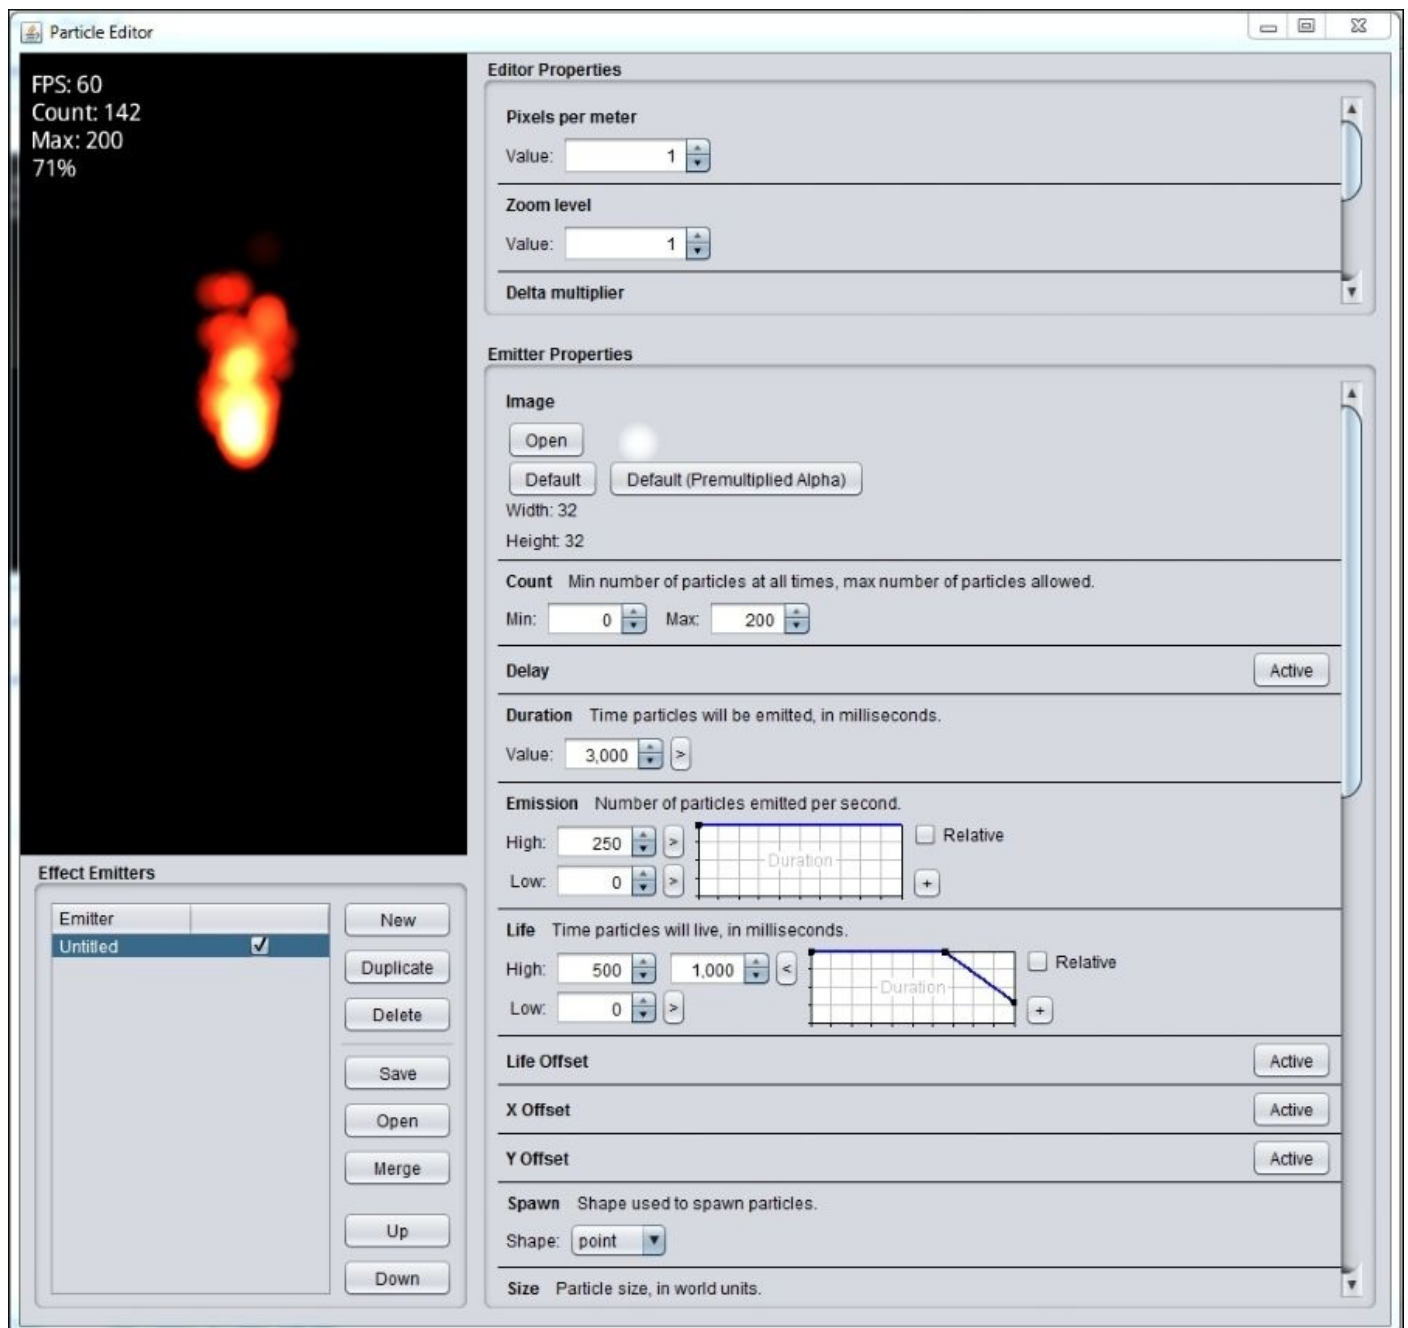 Particle Editor
FPS: 60
Count: 142
Max: 200
71%
Editor Properties
Pixels per meter
Value: 1
Zoom level
Value: 1
Delta multiplier
Emitter Properties
Image
Open
Default Default (Premultiplied Alpha)
Width: 32
Height: 32
Count Min number of particles at all times, max number of particles allowed.
Min: 0 Max: 200
Delay Active
Duration Time particles will be emitted, in milliseconds.
Value: 3,000 >
Emission Number of particles emitted per second.
High: 250 > Duration Relative
Low: 0 > +
Life Time particles will live, in milliseconds.
High: 500 1,000 < Duration Relative
Low: 0 > +
Life Offset Active
X Offset Active
Y Offset Active
Spawn Shape used to spawn particles.
Shape: point
Size Particle size, in world units.
Effect Emitters
Emitter
Untitled
New
Duplicate
Delete
Save
Open
Merge
Up
Down